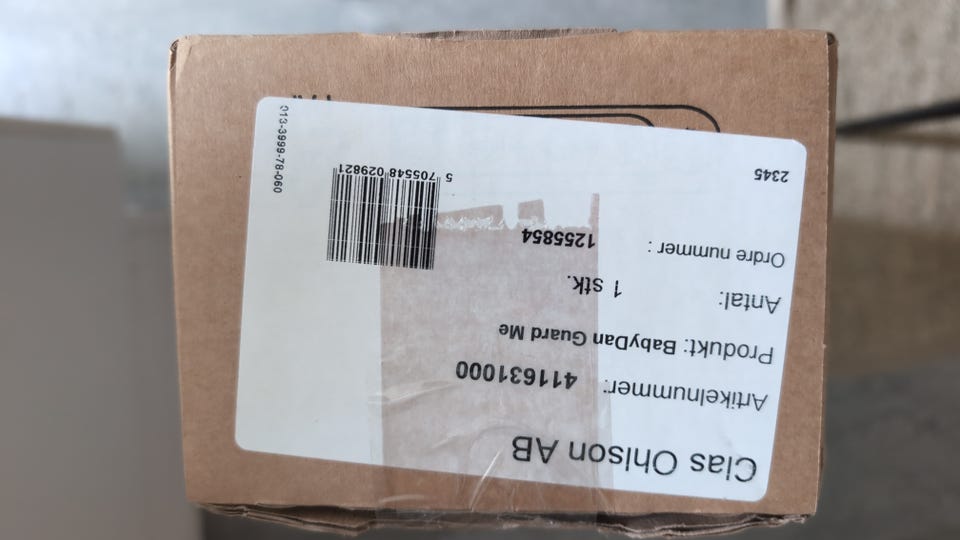 Clas Ohlson AB
Artikelnummer: 411631000
Produkt: BabyDan Guard Me
Antal: 1 stk.
Ordre nummer : 1255854
2345
5 705548 029821
013-3999-78-060